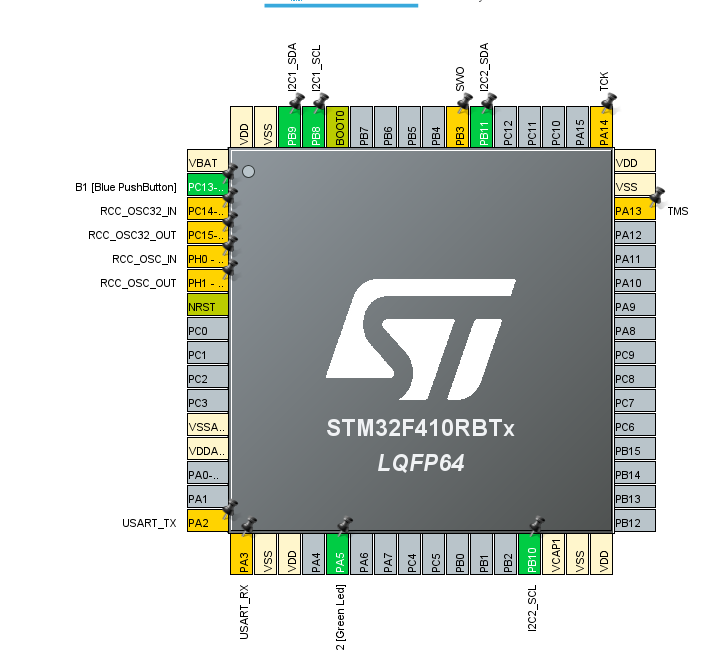 I2C1_SDA
I2C1_SCL
SWO
I2C2_SDA
TCK
VDD
VSS
PB9
PB8
BOOT0
PB7
PB6
PB5
PB4
PB3
PB11
PC12
PC11
PC10
PA15
PA14
VBAT
B1 [Blue PushButton]
PC13-..
RCC_OSC32_IN
PC14-..
RCC_OSC32_OUT
PC15-..
RCC_OSC_IN
PH0 - ..
RCC_OSC_OUT
PH1 - ..
NRST
PC0
PC1
PC2
PC3
VSSA..
VDDA..
PA0-..
PA1
USART_TX
PA2
VDD
VSS
PA13
TMS
PA12
PA11
PA10
PA9
PA8
PC9
PC8
PC7
PC6
PB15
PB14
PB13
PB12
ST
STM32F410RBTx
LQFP64
PA3
VSS
VDD
PA4
PA5
PA6
PA7
PC4
PC5
PB0
PB1
PB2
PB10
VCAP1
VSS
VDD
USART_RX
2 [Green Led]
I2C2_SCL